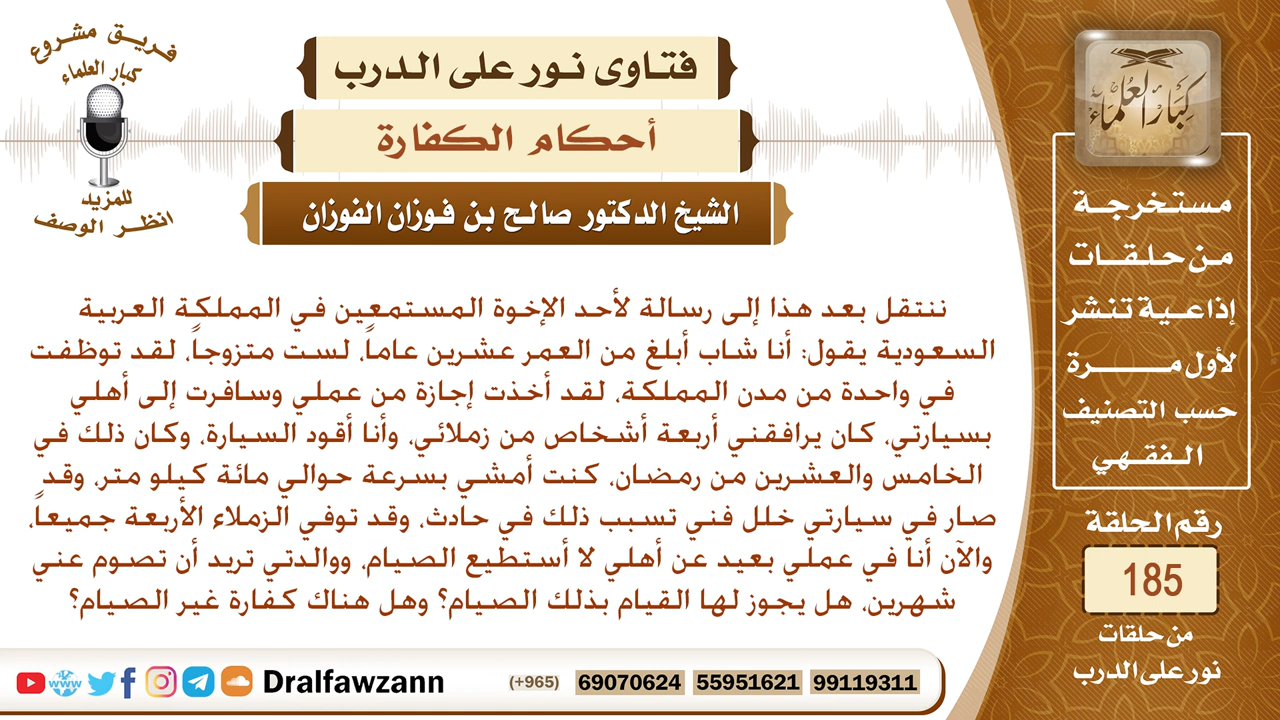 فريق مشروع
كبار العلماء
للمزيد
انظر الوصف
فتاوى نور على الدرب
أحكام الكفارة
الشيخ الدكتور صالح بن فوزان الفوزان
ننتقل بعد هذا إلى رسالة لأحد الإخوة المستمعين في المملكة العربية
السعودية يقول: أنا شاب أبلغ من العمر عشرين عاماً، لست متزوجاً، لقد توظفت
في واحدة من مدن المملكة، لقد أخذت إجازة من عملي وسافرت إلى أهلي
بسيارتي، كان يرافقني أربعة أشخاص من زملائي، وأنا أقود السيارة، وكان ذلك في
الخامس والعشرين من رمضان، كنت أمشي بسرعة حوالي مائة كيلو متر، وقد
صار في سيارتي خلل فني تسبب ذلك في حادث، وقد توفي الزملاء الأربعة جميعاً،
والآن أنا في عملي بعيد عن أهلي لا أستطيع الصيام، ووالدتي تريد أن تصوم عني
شهرين، هل يجوز لها القيام بذلك الصيام؟ وهل هناك كفارة غير الصيام؟
كبار العلماء
مستخرجة
من حلقات
إذاعية تنشر
لأول مرة
حسب التصنيف
الفقهي
رقم الحلقة
185
من حلقات
نور على الدرب
www Dralfawzann (+965) 69070624 55951621 99119311